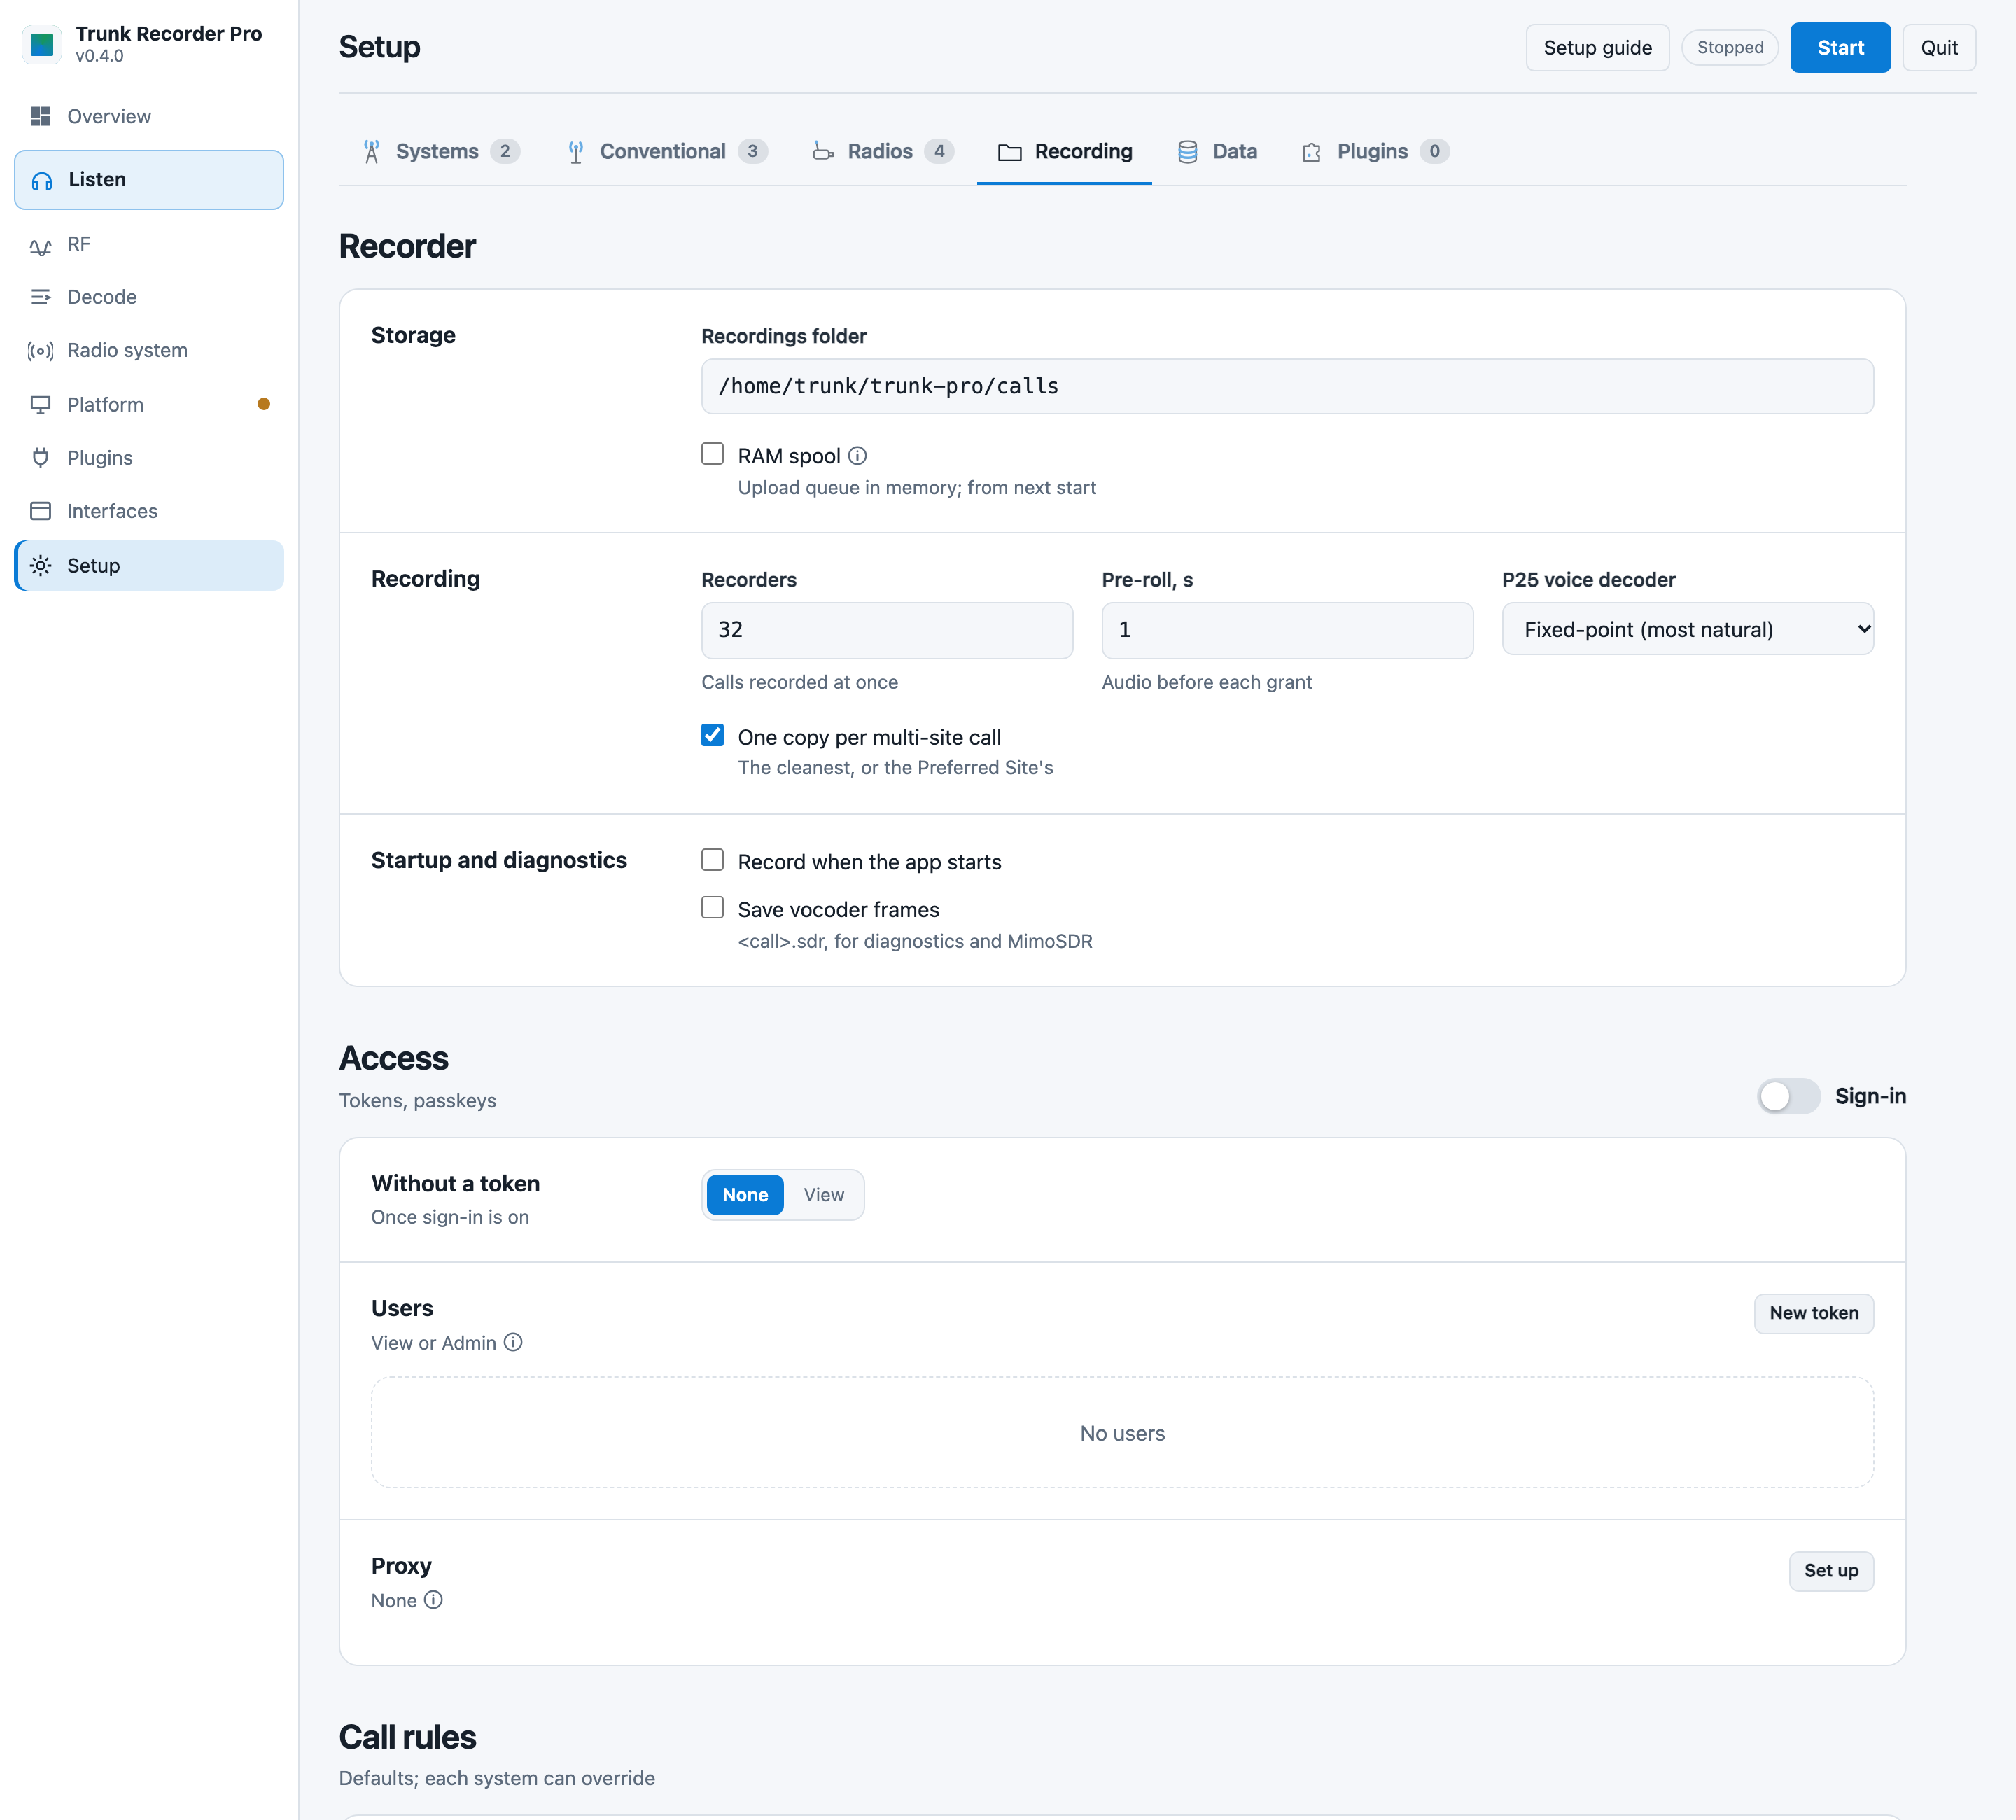 Trunk Recorder Pro
v0.4.0
Overview
Listen
RF
Decode
Radio system
Platform
Plugins
Interfaces
Setup
Setup
Setup guide
Stopped
Start
Quit
Systems 2
Conventional 3
Radios 4
Recording
Data
Plugins 0
Recorder
Storage
Recordings folder
/home/trunk/trunk-pro/calls
RAM spool
Upload queue in memory; from next start
Recording
Recorders
32
Calls recorded at once
Pre-roll, s
1
Audio before each grant
P25 voice decoder
Fixed-point (most natural)
One copy per multi-site call
The cleanest, or the Preferred Site's
Startup and diagnostics
Record when the app starts
Save vocoder frames
<call>.sdr, for diagnostics and MimoSDR
Access
Tokens, passkeys
Sign-in
Without a token
Once sign-in is on
None
View
Users
View or Admin
New token
No users
Proxy
None
Set up
Call rules
Defaults; each system can override